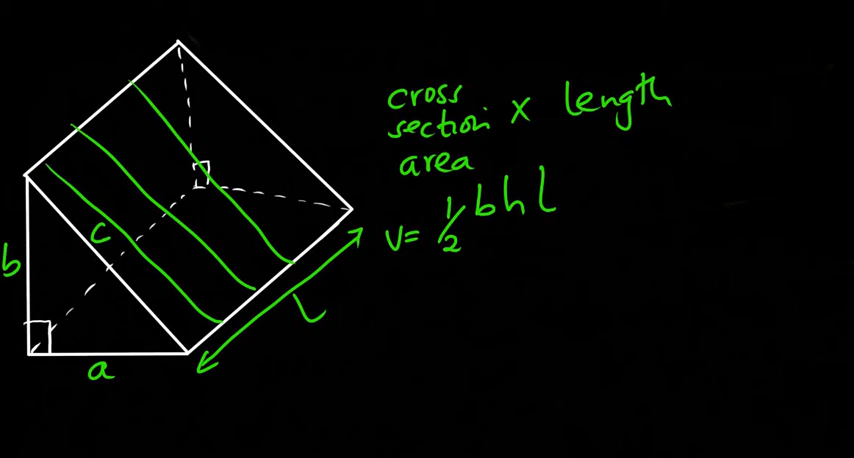 cross
section x length
area
V= 1/2 bhl
c
b
L
a